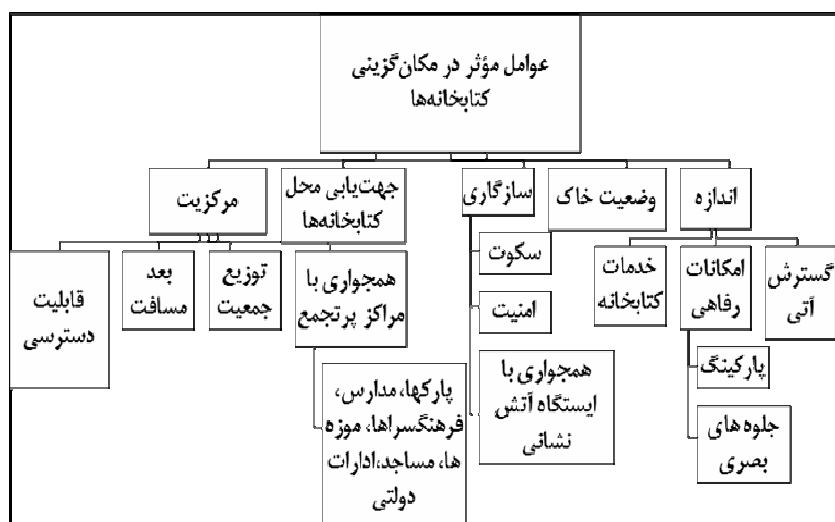 عوامل مؤثر در مکان‌گزینی
کتابخانه‌ها
اندازه
وضعیت خاک
سازگاری
جهت‌یابی محل
کتابخانه‌ها
مرکزیت
گسترش
آتی
امکانات
رفاهی
خدمات
کتابخانه
سکوت
همجواری با
مراکز پرتجمع
توزیع
جمعیت
بعد
مسافت
قابلیت
دسترسی
امنیت
پارکینگ
همجواری با
ایستگاه آتش
نشانی
پارکها، مدارس،
فرهنگسراها، موزه
ها، مساجد،ادارات
دولتی
جلوه‌های
بصری